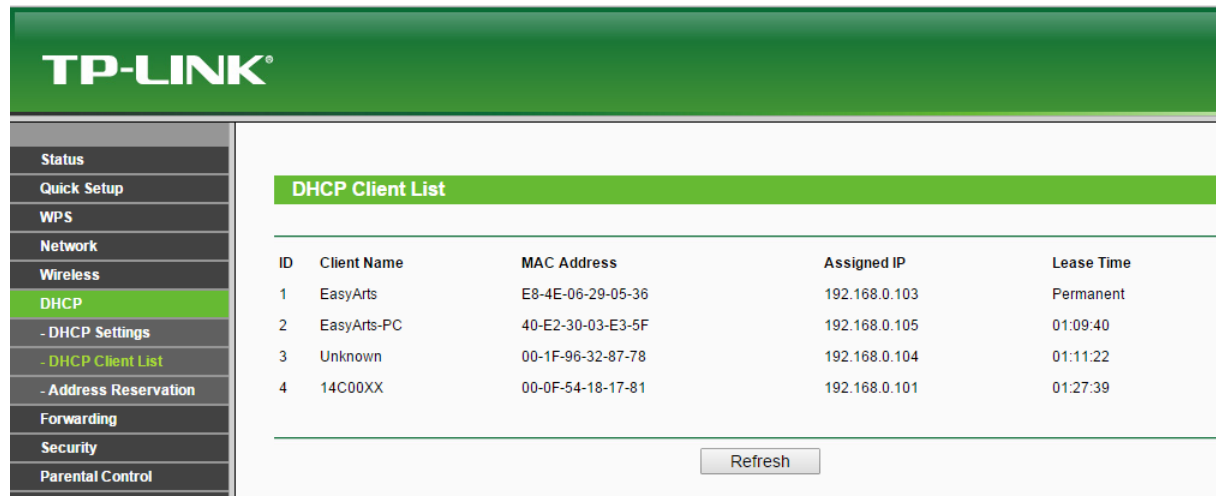 TP-LINK®
Status
Quick Setup
WPS
Network
Wireless
DHCP
- DHCP Settings
- DHCP Client List
- Address Reservation
Forwarding
Security
Parental Control
DHCP Client List
ID Client Name MAC Address Assigned IP Lease Time
1 EasyArts E8-4E-06-29-05-36 192.168.0.103 Permanent
2 EasyArts-PC 40-E2-30-03-E3-5F 192.168.0.105 01:09:40
3 Unknown 00-1F-96-32-87-78 192.168.0.104 01:11:22
4 14C00XX 00-0F-54-18-17-81 192.168.0.101 01:27:39
Refresh